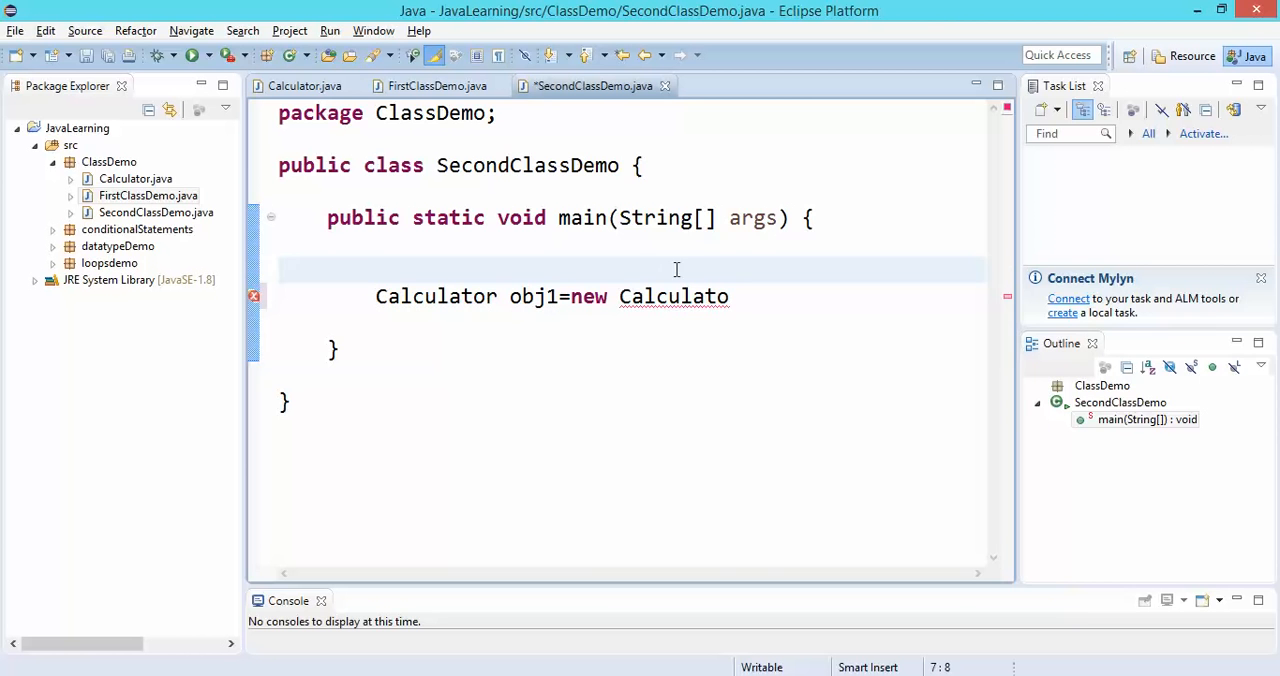 Java - JavaLearning/src/ClassDemo/SecondClassDemo.java - Eclipse Platform
File Edit Source Refactor Navigate Search Project Run Window Help
Quick Access Resource Java
Package Explorer Calculator.java FirstClassDemo.java *SecondClassDemo.java Task List
JavaLearning
src
ClassDemo
Calculator.java
FirstClassDemo.java
SecondClassDemo.java
conditionalStatements
datatypeDemo
loopsdemo
JRE System Library [JavaSE-1.8]
package ClassDemo;
public class SecondClassDemo {
public static void main(String[] args) {
Calculator obj1=new Calculato
}
}
Find All Activate...
Connect Mylyn
Connect to your task and ALM tools or
create a local task.
Outline
ClassDemo
SecondClassDemo
main(String[]) : void
Console
No consoles to display at this time.
Writable Smart Insert 7 : 8